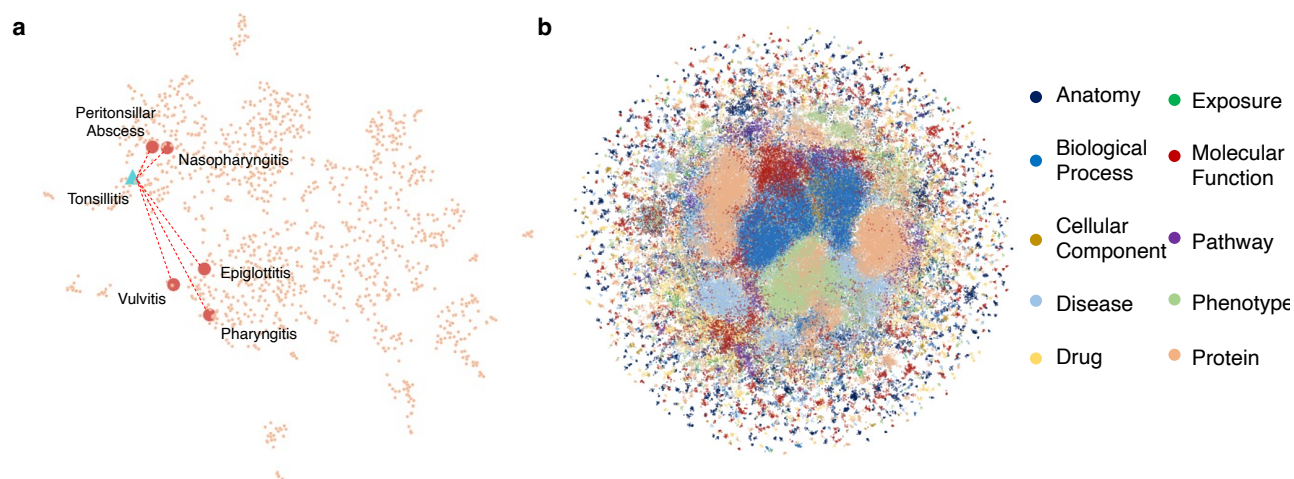 a
Peritonsillar
Abscess
Nasopharyngitis
Tonsillitis
Epiglottitis
Vulvitis
Pharyngitis
b
Anatomy
Biological
Process
Cellular
Component
Disease
Drug
Exposure
Molecular
Function
Pathway
Phenotype
Protein